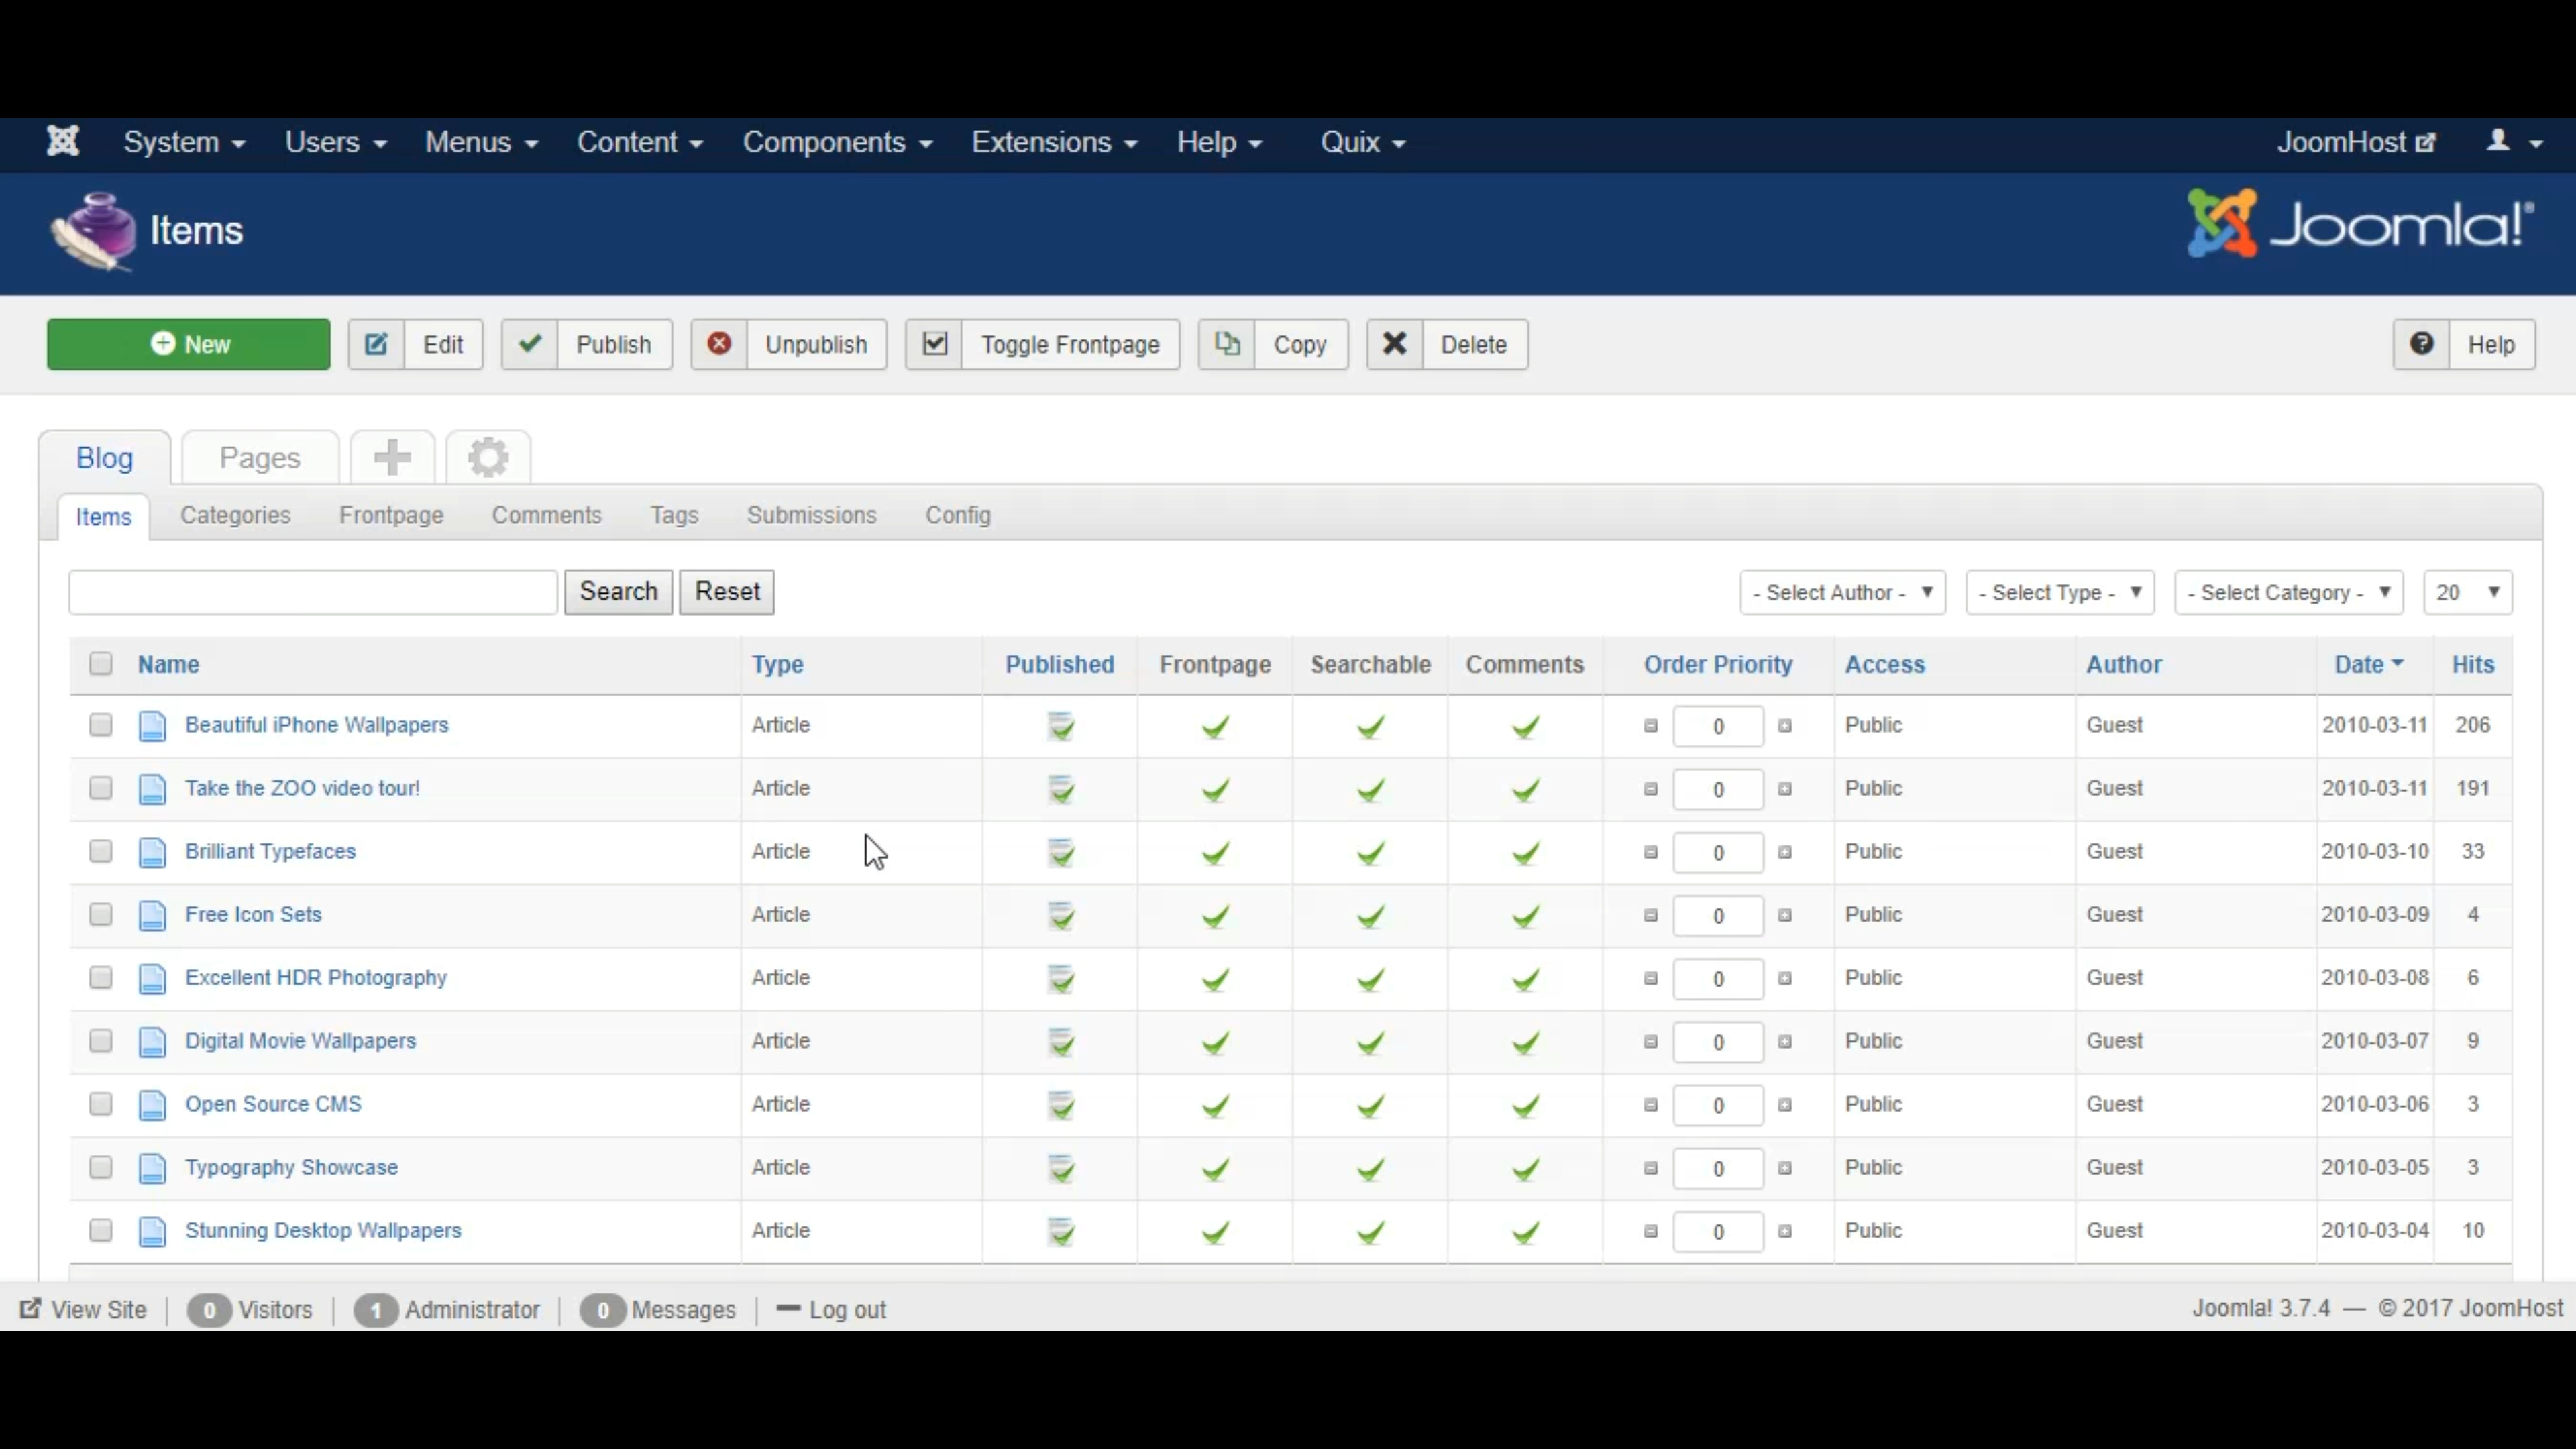 System Users Menus Content Components Extensions Help Quix JoomHost
Items Joomla!®
New Edit Publish Unpublish Toggle Frontpage Copy Delete Help
Blog Pages
Items Categories Frontpage Comments Tags Submissions Config
Search Reset - Select Author - - Select Type - - Select Category - 20
Name Type Published Frontpage Searchable Comments Order Priority Access Author Date Hits
Beautiful iPhone Wallpapers Article 0 Public Guest 2010-03-11 206
Take the ZOO video tour! Article 0 Public Guest 2010-03-11 191
Brilliant Typefaces Article 0 Public Guest 2010-03-10 33
Free Icon Sets Article 0 Public Guest 2010-03-09 4
Excellent HDR Photography Article 0 Public Guest 2010-03-08 6
Digital Movie Wallpapers Article 0 Public Guest 2010-03-07 9
Open Source CMS Article 0 Public Guest 2010-03-06 3
Typography Showcase Article 0 Public Guest 2010-03-05 3
Stunning Desktop Wallpapers Article 0 Public Guest 2010-03-04 10
View Site 0 Visitors 1 Administrator 0 Messages Log out Joomla! 3.7.4 — © 2017 JoomHost